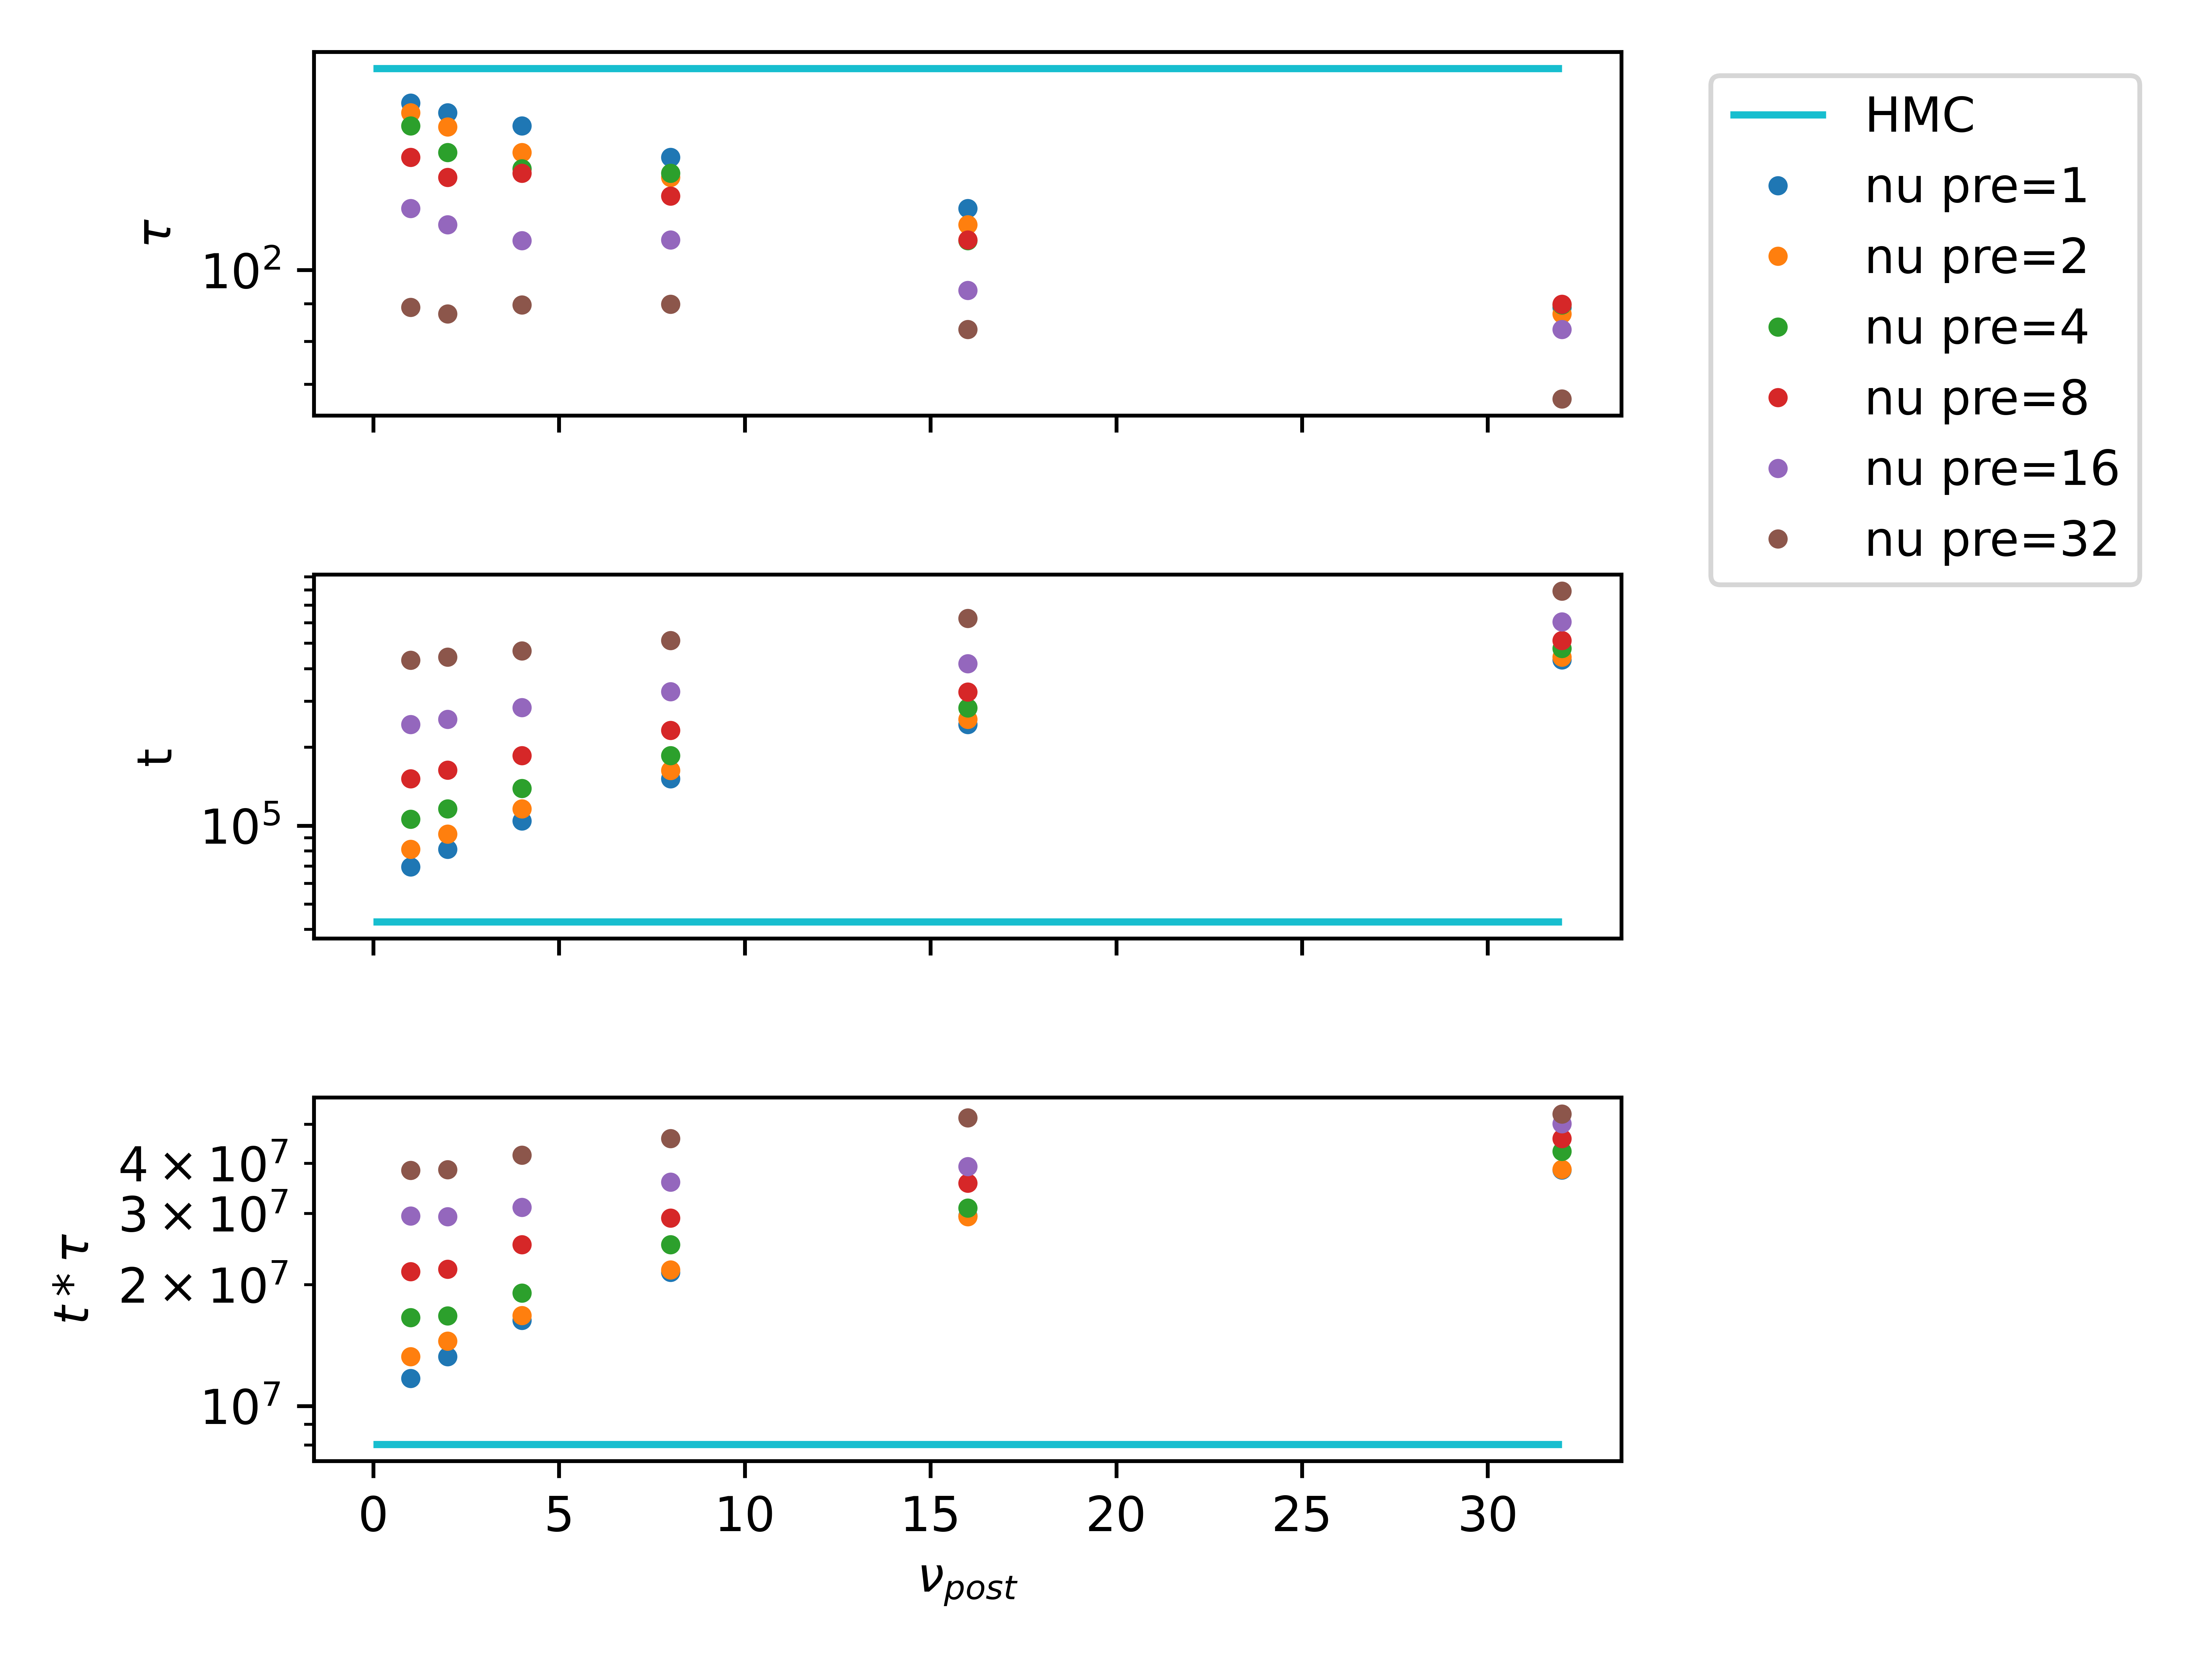 τ
10²
t
10⁵
t * τ
4 × 10⁷
3 × 10⁷
2 × 10⁷
10⁷
0 5 10 15 20 25 30
ν_post
HMC
nu pre=1
nu pre=2
nu pre=4
nu pre=8
nu pre=16
nu pre=32